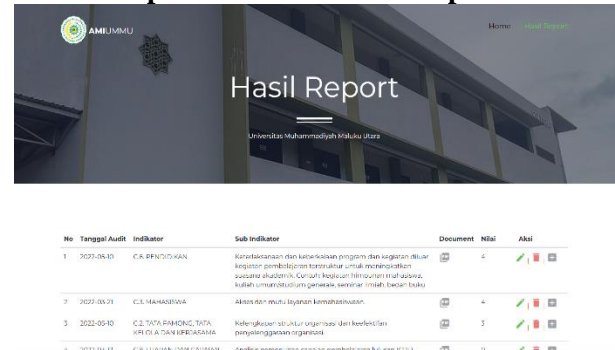 AMIUMMU
Home Hasil Report
Hasil Report
Universitas Muhammadiyah Maluku Utara
No Tanggal Audit Indikator Sub Indikator Document Nilai Aksi
1 2022-05-10 C.6. PENDIDIKAN Keterlaksanaan dan keberkalaan program dan kegiatan diluar
kegiatan pembelajaran terstruktur untuk meningkatkan
suasana akademik. Contoh: kegiatan himpunan mahasiswa,
kuliah umum/studium generale, seminar ilmiah, bedah buku
4
2 2022-03-21 C.3. MAHASISWA Akses dan mutu layanan kemahasiswaan. 4
3 2022-05-10 C.2. TATA PAMONG, TATA Kelengkapan struktur organisasi dan keefektifan 3
KELOLA DAN KERJASAMA penyelenggaraan organisasi.